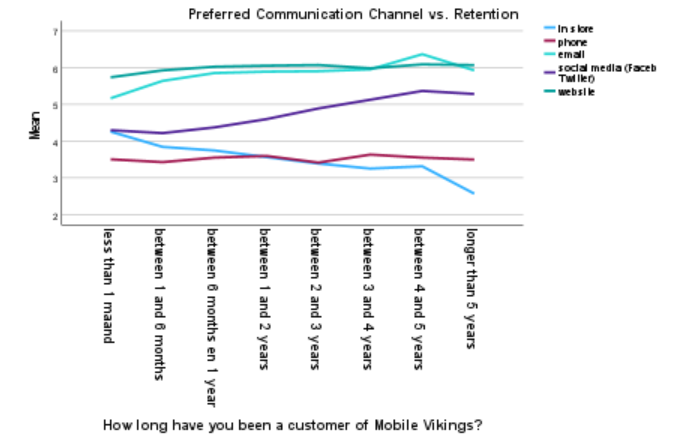 Preferred Communication Channel vs. Retention
in store
phone
email
social media (Faceb
Twitter)
website
Mean
7
6
5
4
3
2
less than 1 maand
between 1 and 6 months
between 6 months en 1 year
between 1 and 2 years
between 2 and 3 years
between 3 and 4 years
between 4 and 5 years
longer than 5 years
How long have you been a customer of Mobile Vikings?